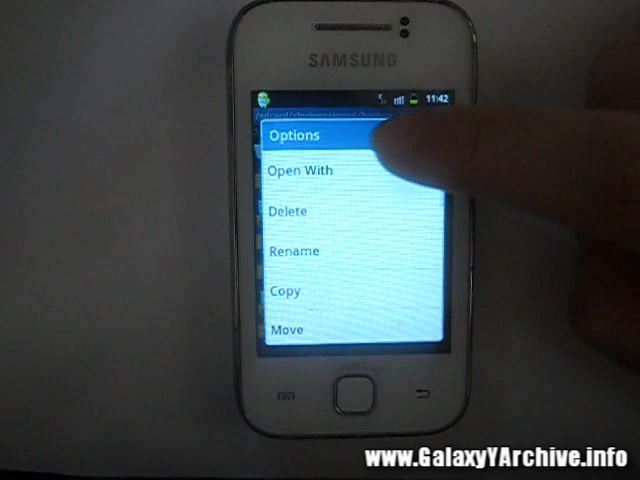 SAMSUNG
11:42
Options
Open With
Delete
Rename
Copy
Move
www.GalaxyYArchive.info